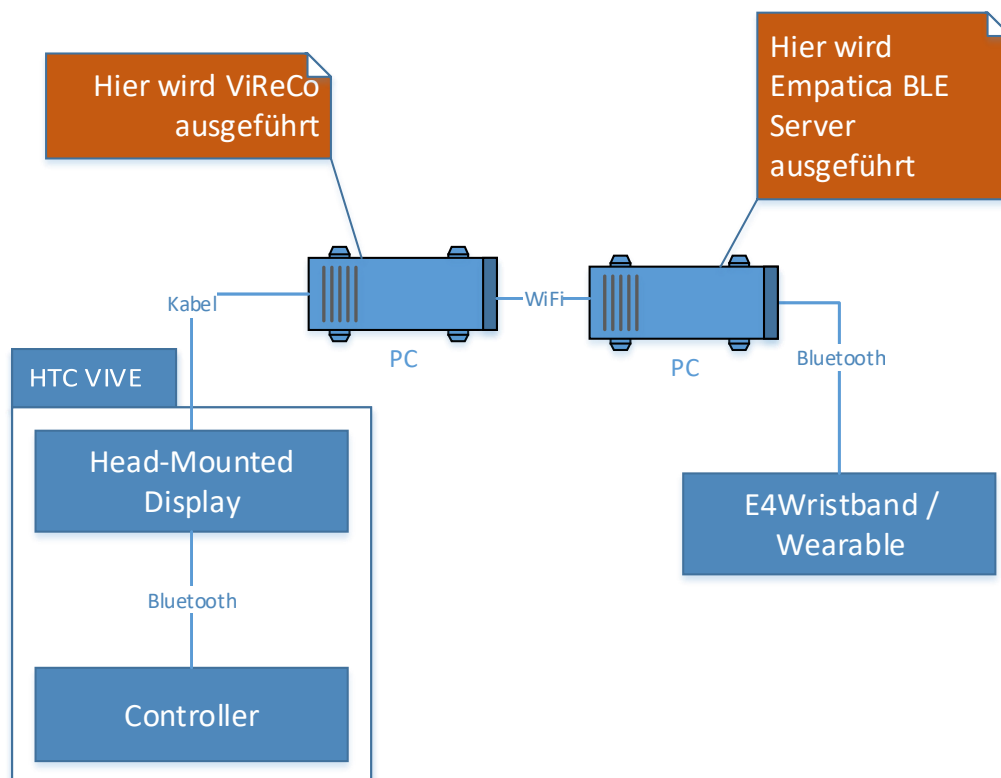 Hier wird ViReCo
ausgeführt
Hier wird
Empatica BLE
Server
ausgeführt
Kabel
WiFi
PC
PC
Bluetooth
HTC VIVE
Head-Mounted
Display
Bluetooth
Controller
E4Wristband /
Wearable